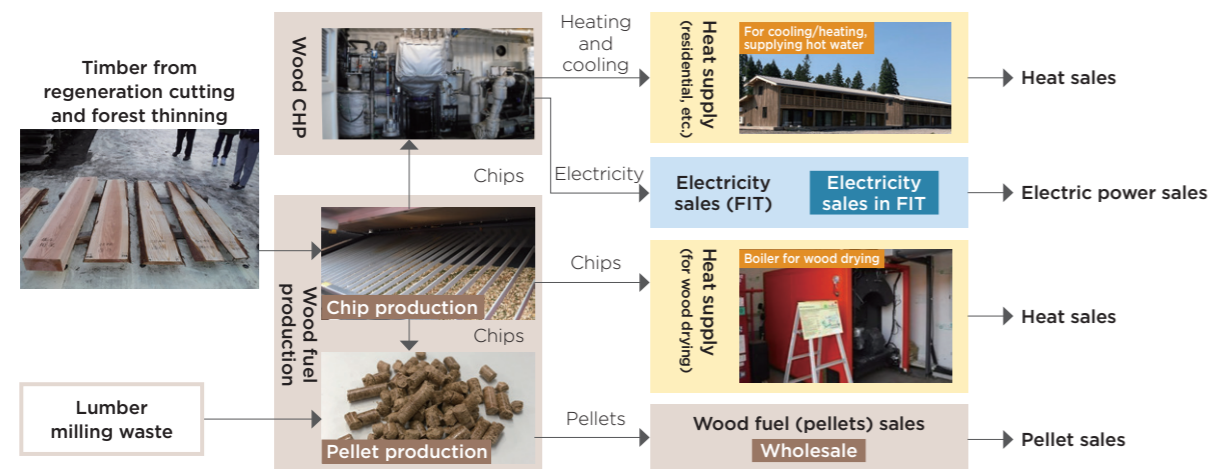 Timber from
regeneration cutting
and forest thinning
Lumber
milling waste
Wood CHP
Wood fuel
production
Chips
Chip production
Chips
Pellet production
Heating
and
cooling
Electricity
Chips
Pellets
Heat supply
(residential, etc.)
For cooling/heating,
supplying hot water
Heat sales
Electricity
sales (FIT)
Electricity
sales in FIT
Electric power sales
Heat supply
(for wood drying)
Boiler for wood drying
Heat sales
Wood fuel (pellets) sales
Wholesale
Pellet sales